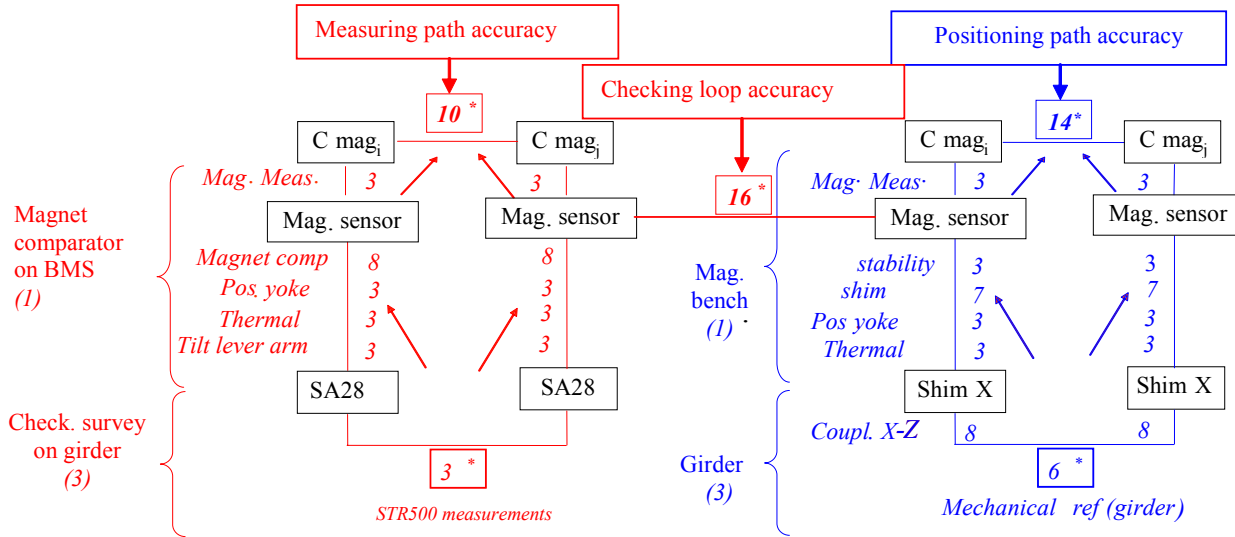 Measuring path accuracy
Positioning path accuracy
Checking loop accuracy
10 *
14*
C mag i
C mag j
C mag i
C mag j
Mag. Meas.
3
3
16 *
Mag. Meas.
3
3
Mag. sensor
Mag. sensor
Mag. sensor
Mag. sensor
Magnet
comparator
on BMS
(1)
Magnet comp
8
8
Pos. yoke
3
3
Thermal
3
3
Tilt lever arm
3
3
Mag.
bench
(1) .
stability
3
3
shim
7
7
Pos yoke
3
3
Thermal
3
3
SA28
SA28
Shim X
Shim X
Check. survey
on girder
(3)
3 *
STR500 measurements
Coupl. X-Z
8
8
Girder
(3)
6 *
Mechanical ref (girder)